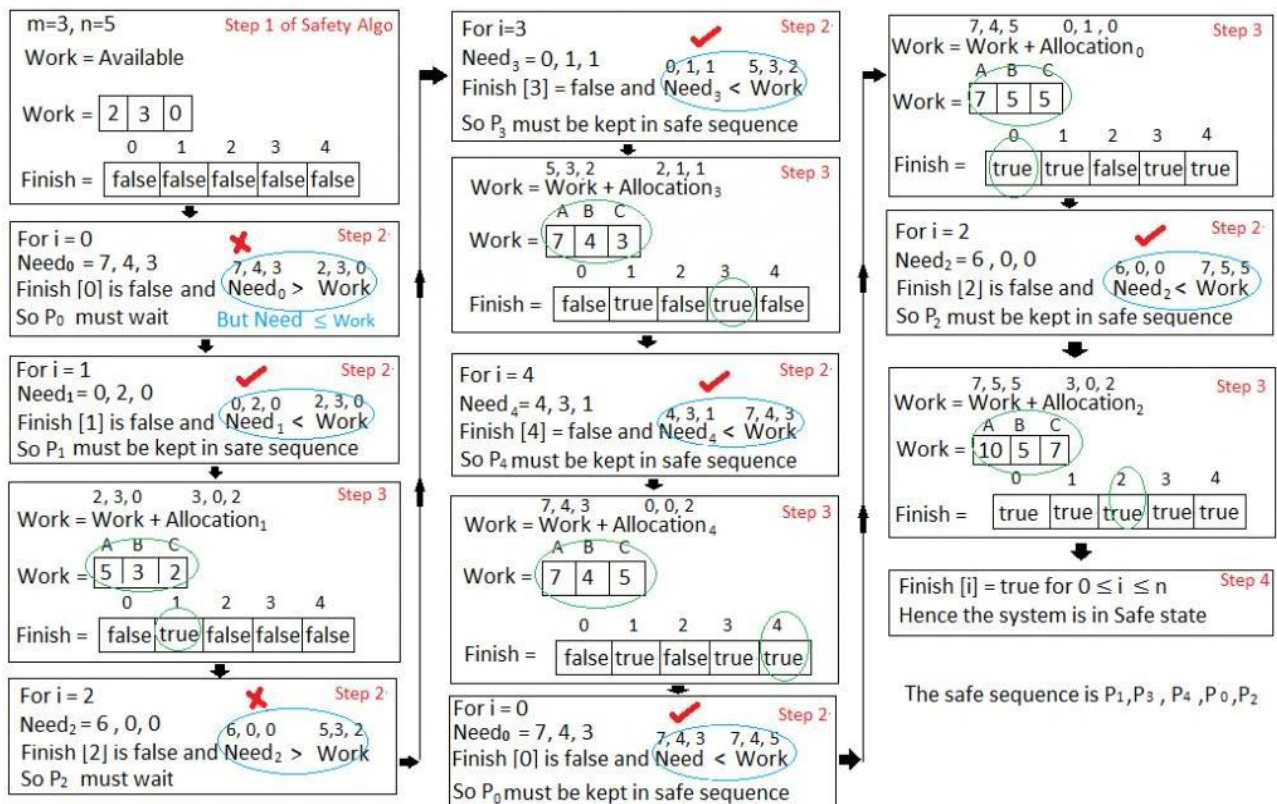 m=3, n=5 Step 1 of Safety Algo
Work = Available
Work = 2 3 0
0 1 2 3 4
Finish = false false false false false
For i = 0 Step 2
Need₀ = 7, 4, 3 7, 4, 3 2, 3, 0
Finish [0] is false and Need₀ > Work
So P₀ must wait But Need ≤ Work
For i = 1 Step 2
Need₁ = 0, 2, 0 0, 2, 0 2, 3, 0
Finish [1] is false and Need₁ < Work
So P₁ must be kept in safe sequence
2, 3, 0 3, 0, 2 Step 3
Work = Work + Allocation₁
A B C
Work = 5 3 2
0 1 2 3 4
Finish = false true false false false
For i = 2 Step 2
Need₂ = 6 , 0, 0 6, 0, 0 5,3, 2
Finish [2] is false and Need₂ > Work
So P₂ must wait
For i=3 Step 2
Need₃ = 0, 1, 1 0, 1, 1 5, 3, 2
Finish [3] = false and Need₃ < Work
So P₃ must be kept in safe sequence
5, 3, 2 2, 1, 1 Step 3
Work = Work + Allocation₃
A B C
Work = 7 4 3
0 1 2 3 4
Finish = false true false true false
For i = 4 Step 2
Need₄ = 4, 3, 1 4, 3, 1 7, 4, 3
Finish [4] = false and Need₄ < Work
So P₄ must be kept in safe sequence
7, 4, 3 0, 0, 2 Step 3
Work = Work + Allocation₄
A B C
Work = 7 4 5
0 1 2 3 4
Finish = false true false true true
For i=0 Step 2
Need₀ = 7, 4, 3 7, 4, 3 7, 4, 5
Finish [0] is false and Need < Work
So P₀ must be kept in safe sequence
7, 4, 5 0, 1 , 0 Step 3
Work = Work + Allocation₀
A B C
Work = 7 5 5
0 1 2 3 4
Finish = true true false true true
For i = 2 Step 2
Need₂ = 6 , 0, 0 6, 0, 0 7, 5, 5
Finish [2] is false and Need₂ < Work
So P₂ must be kept in safe sequence
7, 5, 5 3, 0, 2 Step 3
Work = Work + Allocation₂
A B C
Work = 10 5 7
0 1 2 3 4
Finish = true true true true true
Finish [i] = true for 0 ≤ i ≤ n Step 4
Hence the system is in Safe state
The safe sequence is P₁,P₃ , P₄ ,P₀,P₂